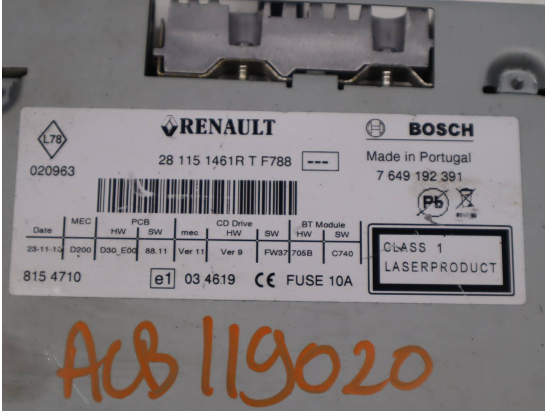 L78
RENAULT
BOSCH
28 115 1461R T F788 ---
Made in Portugal
020963
7 649 192 391
Pb
MEC PCB CD Drive BT Module
Date HW SW mec HW SW HW SW
23-11-10 D200 D30_E00 88.11 Ver 11 Ver 9 FW37 705B C740
CLASS 1
LASERPRODUCT
815 4710 e1 03 4619 CE FUSE 10A
ACB119020